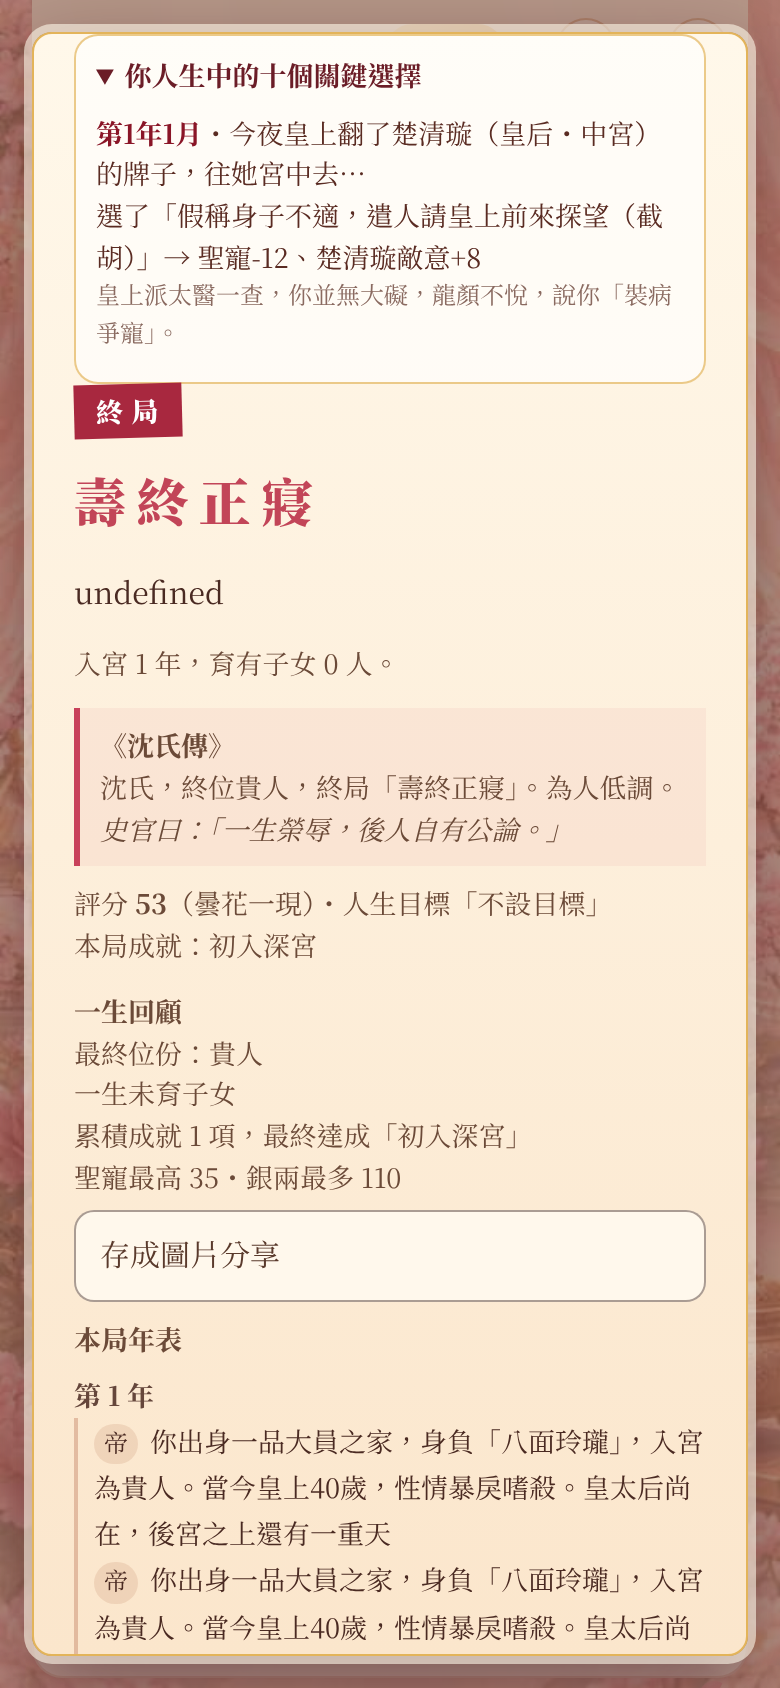 ▼ 你人生中的十個關鍵選擇
第1年1月・今夜皇上翻了楚清璇（皇后・中宮）
的牌子，往她宮中去⋯
選了「假稱身子不適，遣人請皇上前來探望（截
胡）」→ 聖寵-12、楚清璇敵意+8
皇上派太醫一查，你並無大礙，龍顏不悅，說你「裝病
爭寵」。
終局
壽終正寢
undefined
入宮 1 年，育有子女 0 人。
《沈氏傳》
沈氏，終位貴人，終局「壽終正寢」。為人低調。
史官曰：「一生榮辱，後人自有公論。」
評分 53（曇花一現）・人生目標「不設目標」
本局成就：初入深宮
一生回顧
最終位份：貴人
一生未育子女
累積成就 1 項，最終達成「初入深宮」
聖寵最高 35・銀兩最多 110
存成圖片分享
本局年表
第 1 年
帝 你出身一品大員之家，身負「八面玲瓏」，入宮
為貴人。當今皇上40歲，性情暴戾嗜殺。皇太后尚
在，後宮之上還有一重天
帝 你出身一品大員之家，身負「八面玲瓏」，入宮
為貴人。當今皇上40歲，性情暴戾嗜殺。皇太后尚